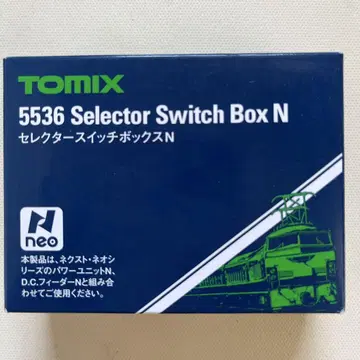 TOMIX
5536 Selector Switch Box N
セレクタースイッチボックスN
N
neo
本製品は、ネクスト・ネオシ
リーズのパワーユニットN、
D.C.フィーダーNと組み合
わせてご使用ください。